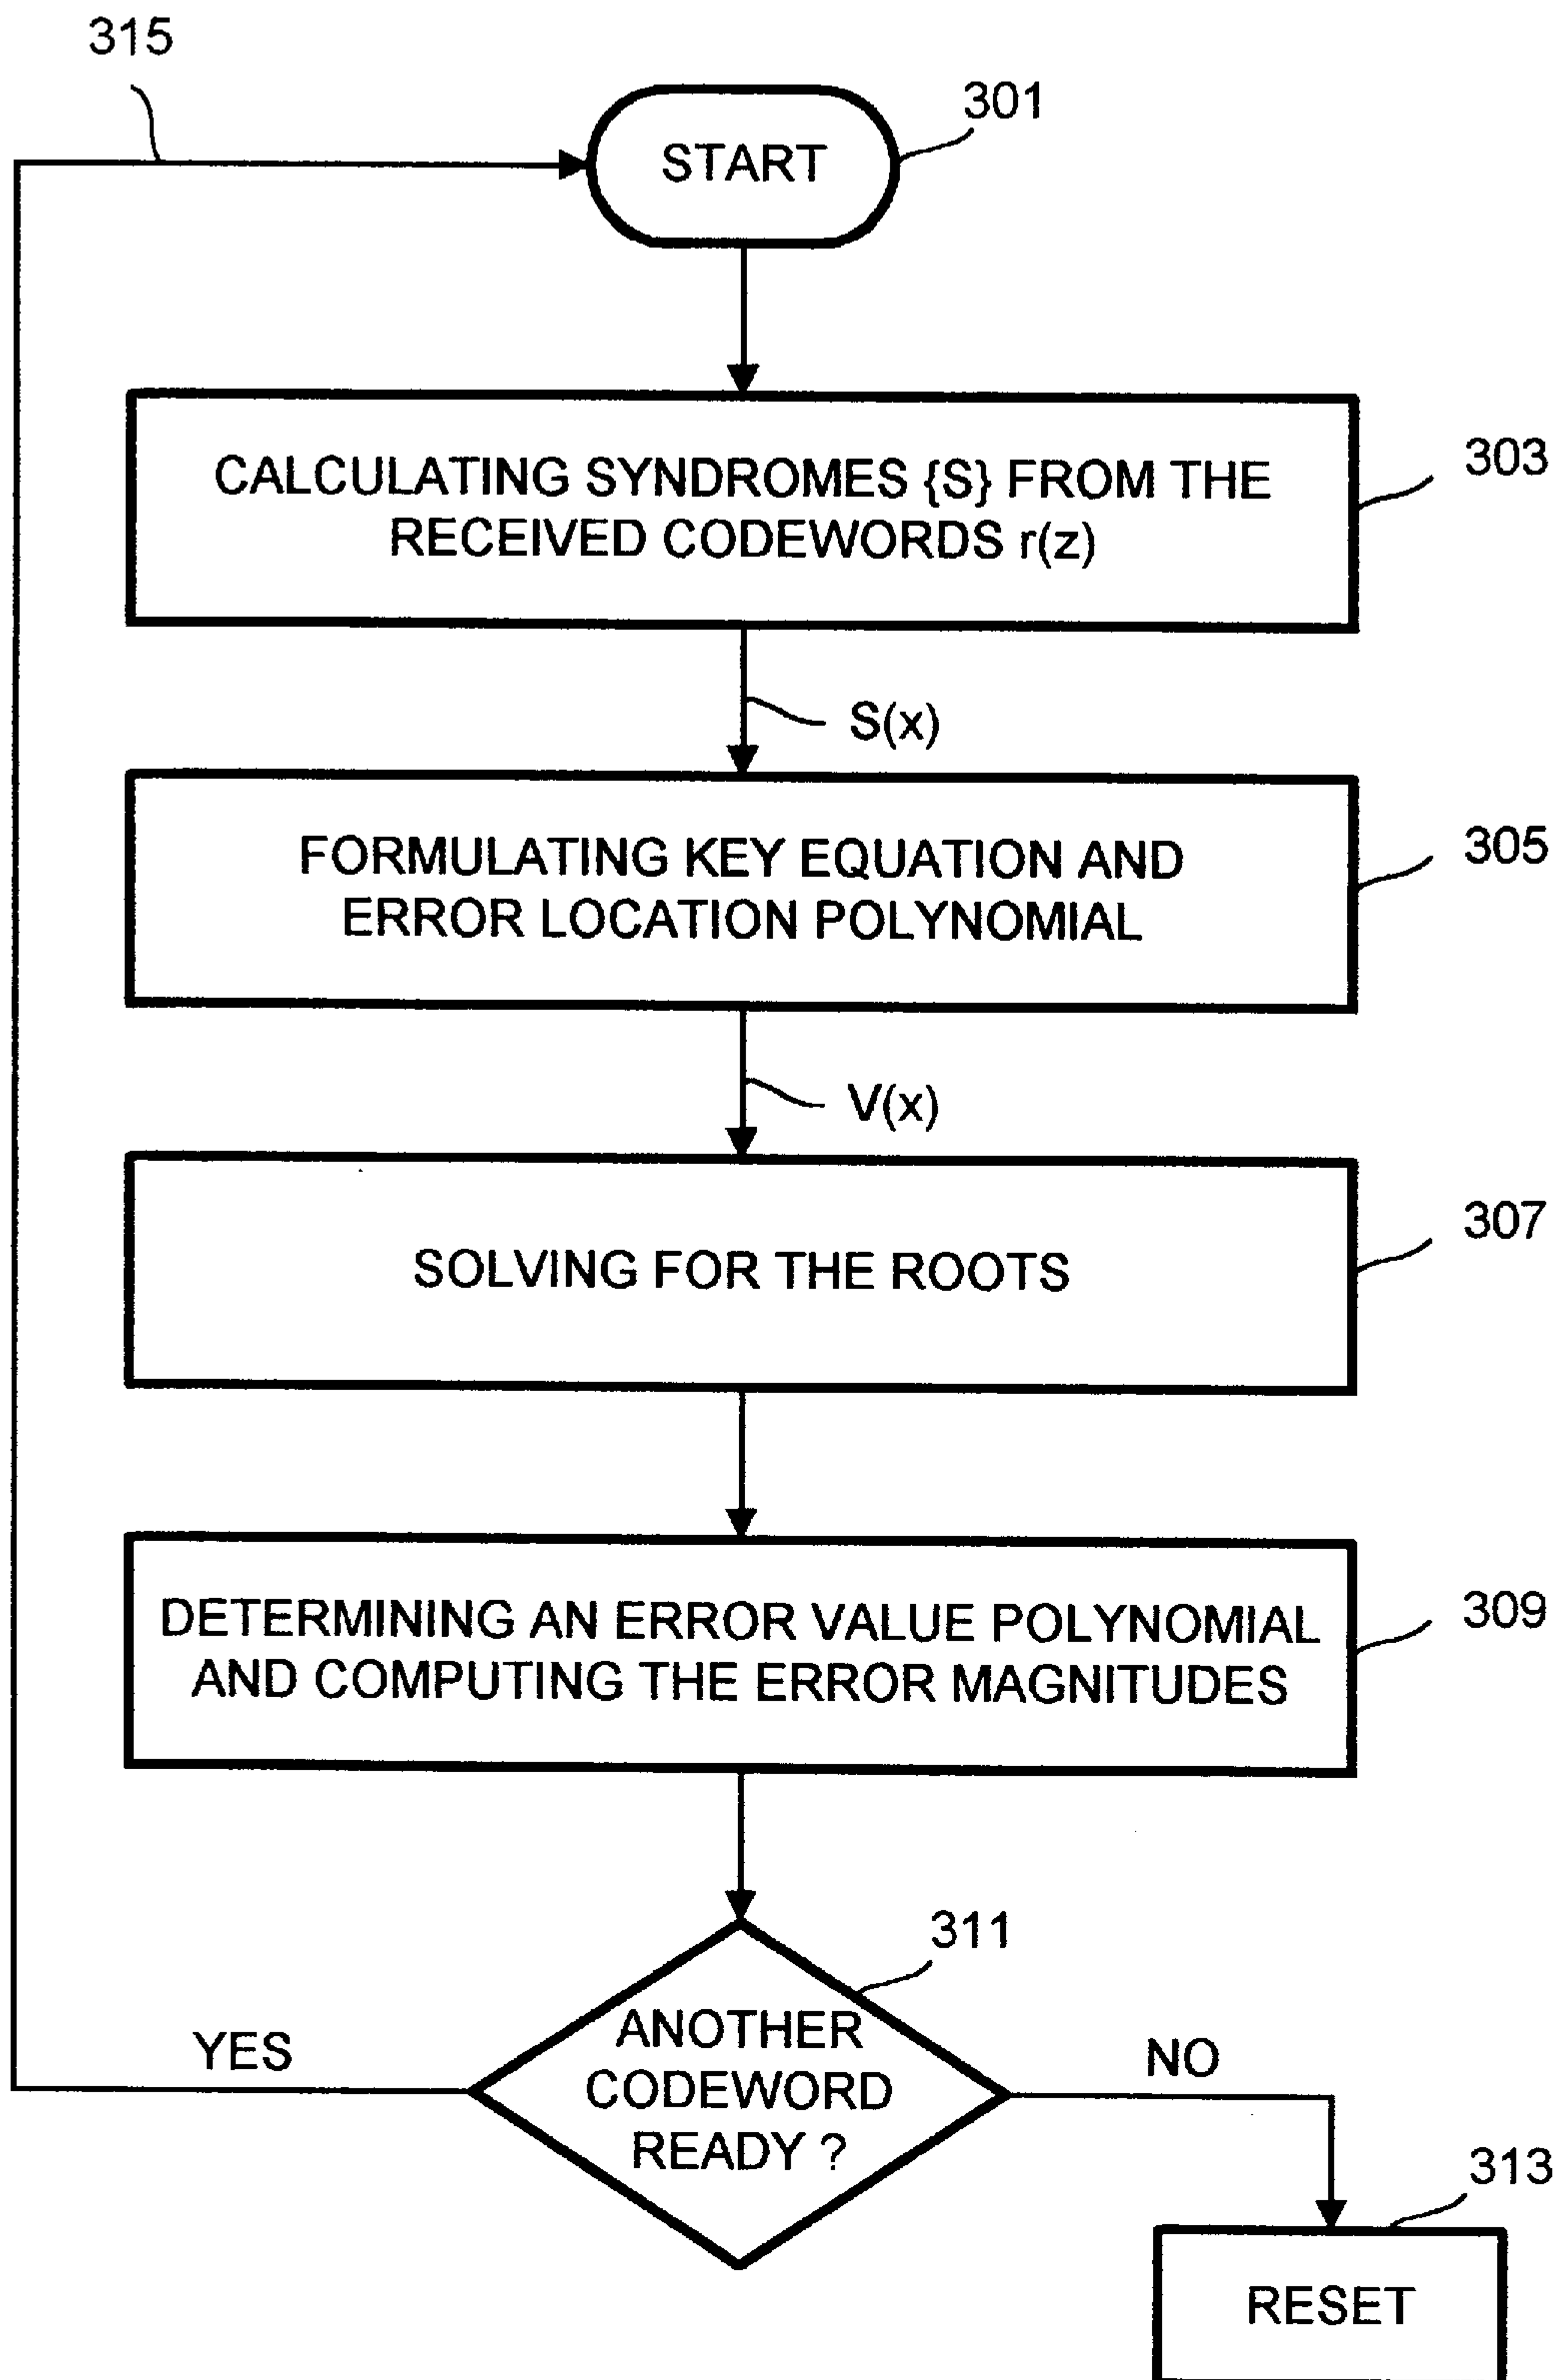 315
301
START
303
CALCULATING SYNDROMES {S} FROM THE
RECEIVED CODEWORDS r(z)
S(x)
305
FORMULATING KEY EQUATION AND
ERROR LOCATION POLYNOMIAL
V(x)
307
SOLVING FOR THE ROOTS
309
DETERMINING AN ERROR VALUE POLYNOMIAL
AND COMPUTING THE ERROR MAGNITUDES
311
ANOTHER
CODEWORD
READY ?
YES
NO
313
RESET